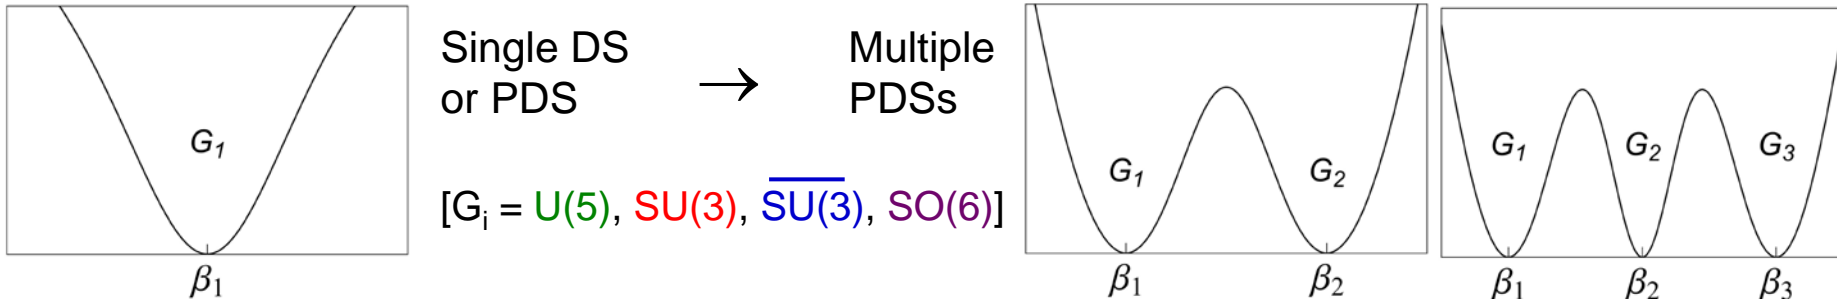 G₁
β₁
Single DS
or PDS
→
Multiple
PDSs
[Gᵢ = U(5), SU(3), S̅U̅(̅3̅)̅, SO(6)]
G₁ G₂
β₁ β₂
G₁ G₂ G₃
β₁ β₂ β₃